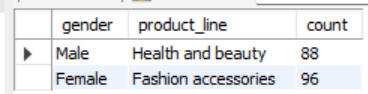 gender product_line count
Male Health and beauty 88
Female Fashion accessories 96